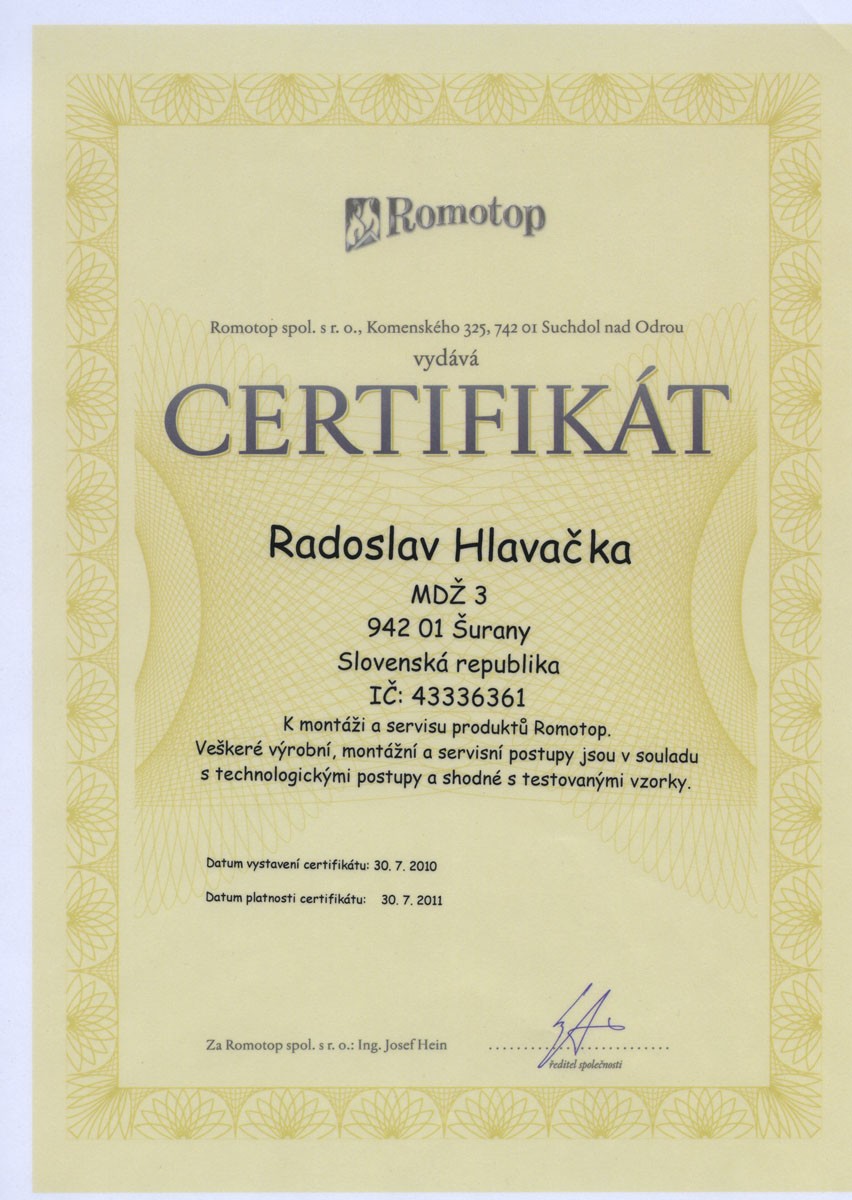 Romotop
Romotop spol. s r. o., Komenského 325, 742 01 Suchdol nad Odrou
vydává
CERTIFIKÁT
Radoslav Hlavačka
MDŽ 3
942 01 Šurany
Slovenská republika
IČ: 43336361
K montáži a servisu produktů Romotop.
Veškeré výrobní, montážní a servisní postupy jsou v souladu
s technologickými postupy a shodné s testovanými vzorky.
Datum vystavení certifikátu: 30. 7. 2010
Datum platnosti certifikátu: 30. 7. 2011
Za Romotop spol. s r. o.: Ing. Josef Hein
ředitel společnosti